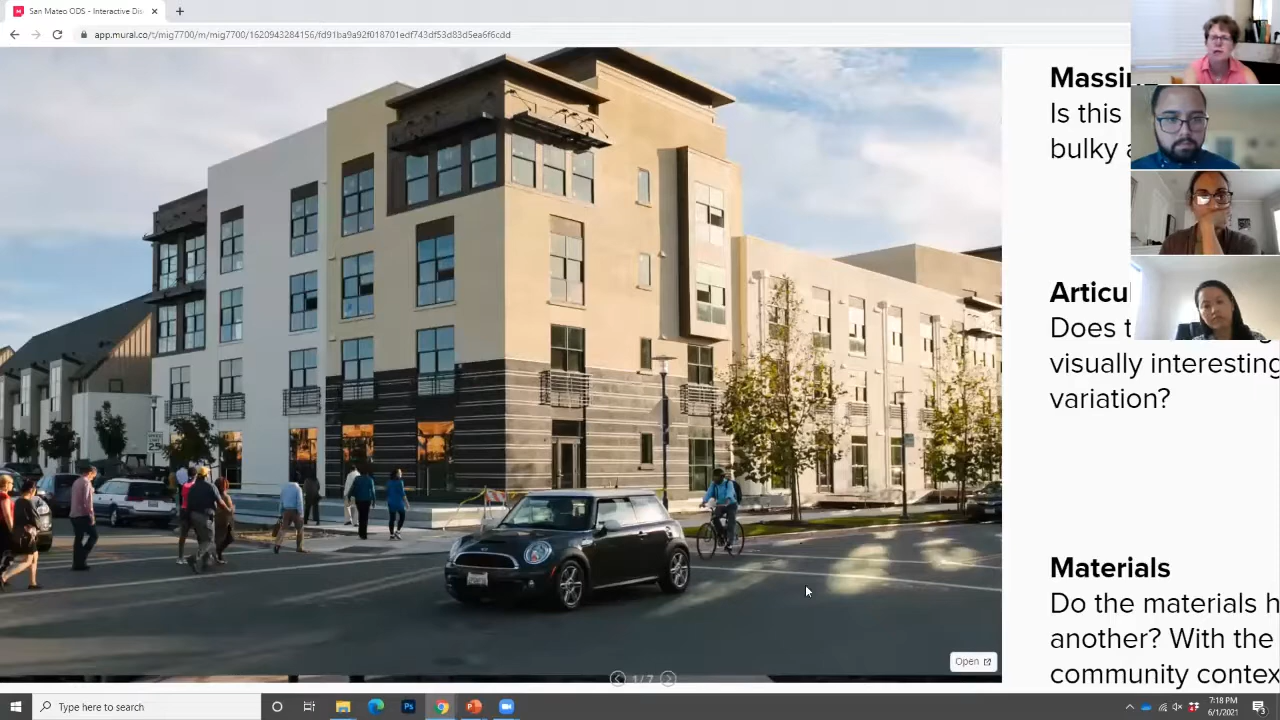 San Mateo ODS - Interactive Di
app.mural.co/t/mig7700/m/mig7700/1620943284156/fd91ba9a92f018701edf743df53d83d5ea6f6cdd
Massin
Is this
bulky a
Articul
Does t
visually interesting
variation?
Materials
Do the materials h
another? With the
community contex
Open
1/7
Type here to search
7:18 PM
6/1/2021